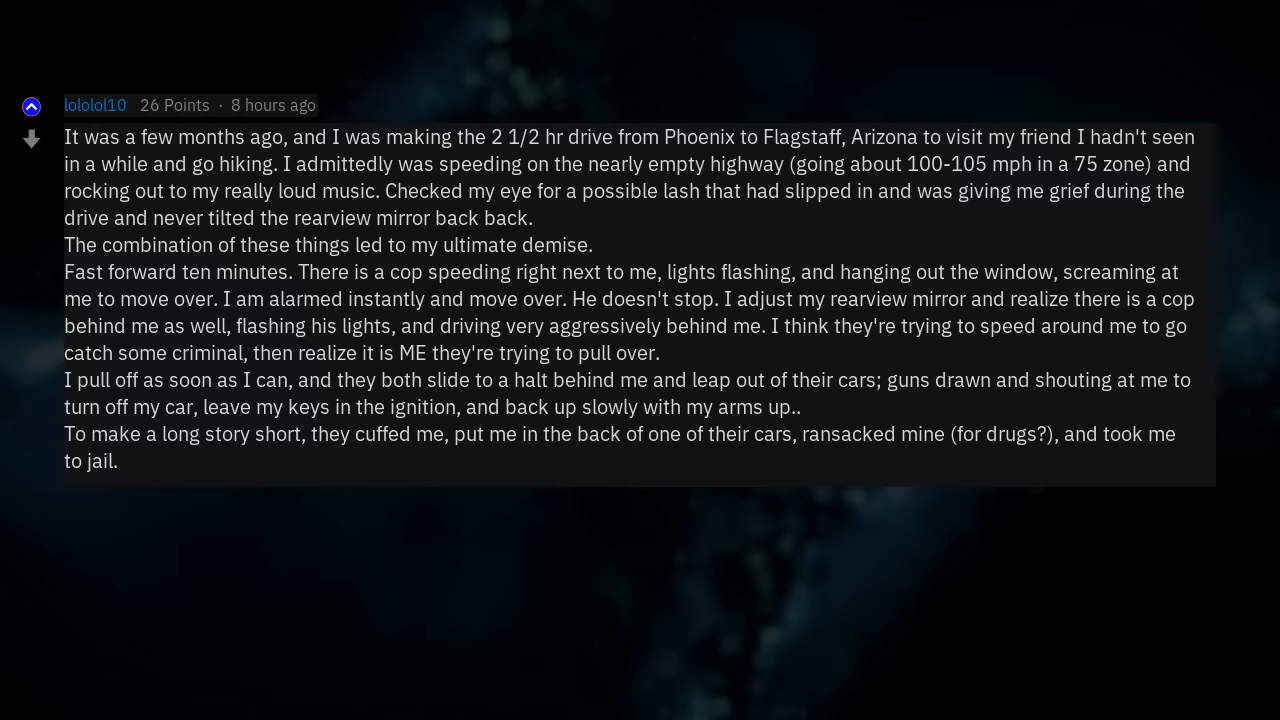 lololol10 26 Points · 8 hours ago
It was a few months ago, and I was making the 2 1/2 hr drive from Phoenix to Flagstaff, Arizona to visit my friend I hadn't seen
in a while and go hiking. I admittedly was speeding on the nearly empty highway (going about 100-105 mph in a 75 zone) and
rocking out to my really loud music. Checked my eye for a possible lash that had slipped in and was giving me grief during the
drive and never tilted the rearview mirror back back.
The combination of these things led to my ultimate demise.
Fast forward ten minutes. There is a cop speeding right next to me, lights flashing, and hanging out the window, screaming at
me to move over. I am alarmed instantly and move over. He doesn't stop. I adjust my rearview mirror and realize there is a cop
behind me as well, flashing his lights, and driving very aggressively behind me. I think they're trying to speed around me to go
catch some criminal, then realize it is ME they're trying to pull over.
I pull off as soon as I can, and they both slide to a halt behind me and leap out of their cars; guns drawn and shouting at me to
turn off my car, leave my keys in the ignition, and back up slowly with my arms up..
To make a long story short, they cuffed me, put me in the back of one of their cars, ransacked mine (for drugs?), and took me
to jail.